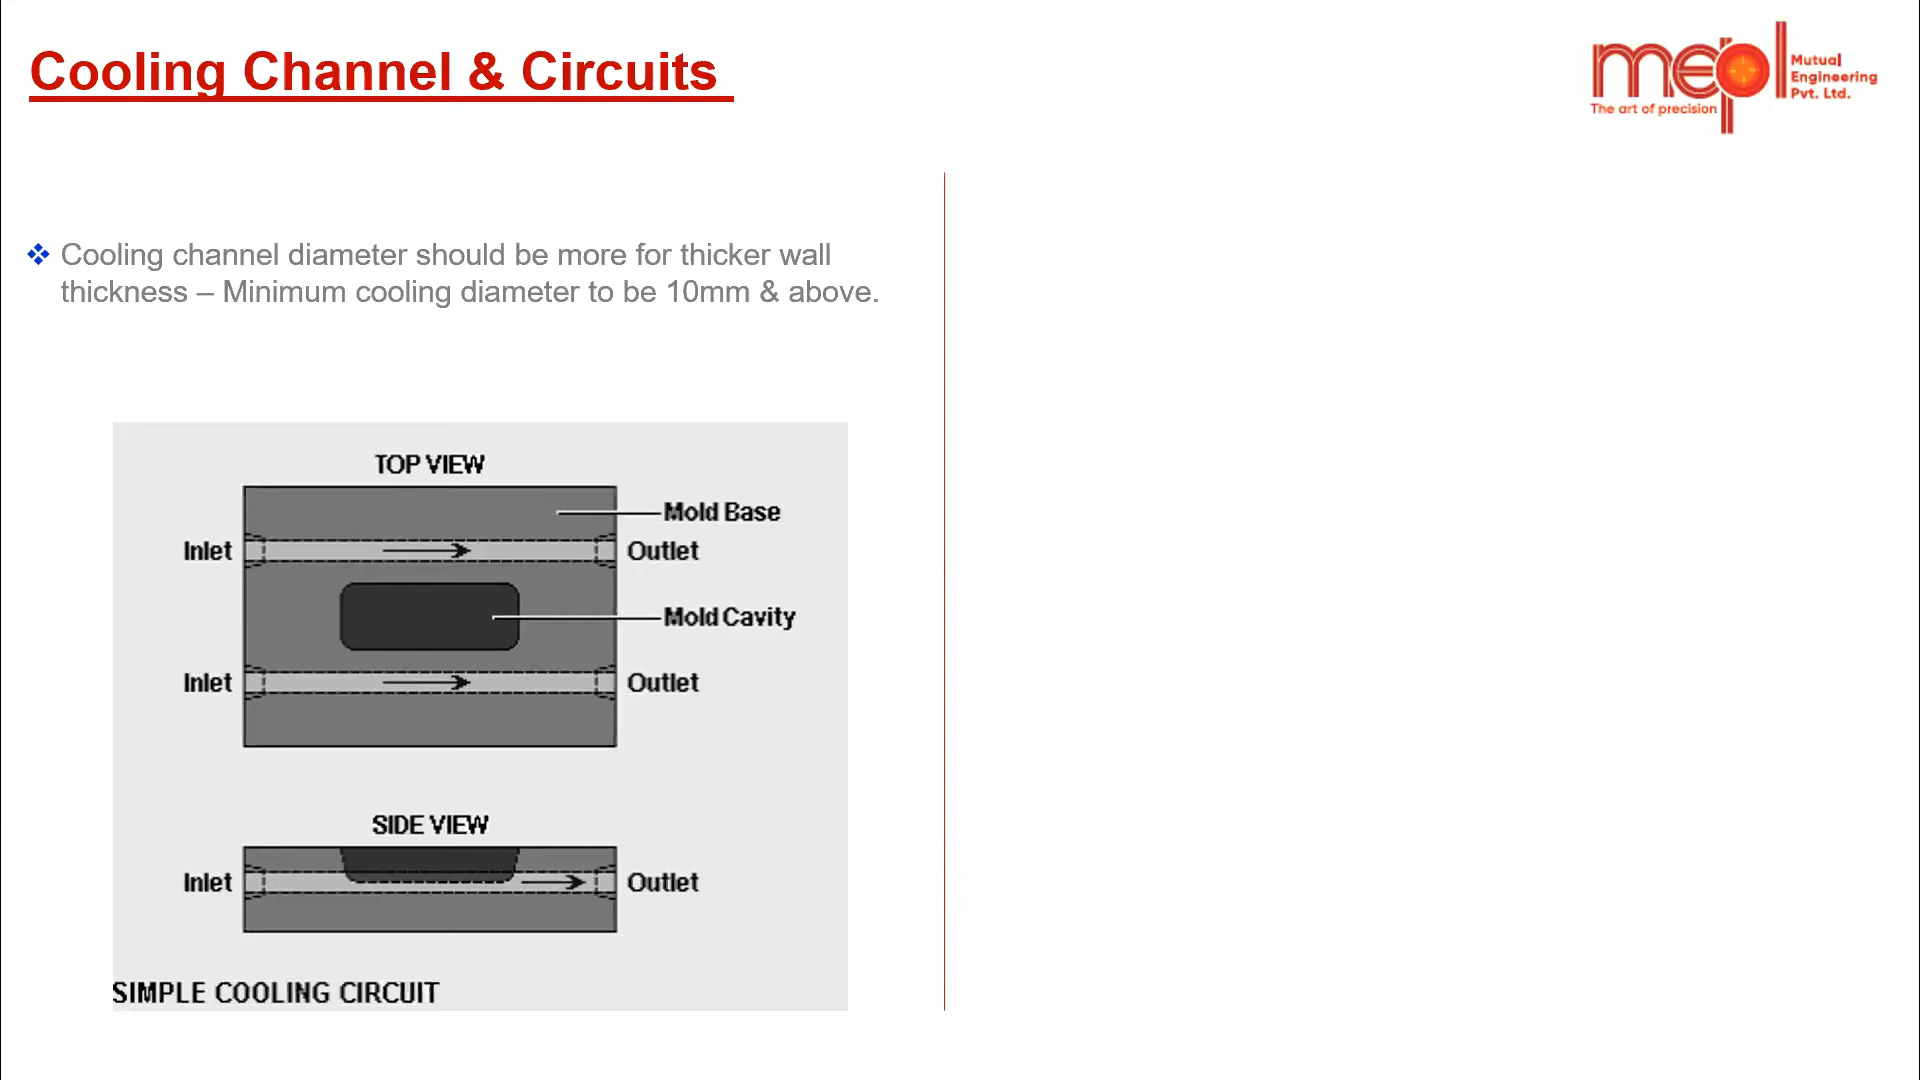 Cooling Channel & Circuits
mepl
Mutual
Engineering
Pvt. Ltd.
The art of precision
Cooling channel diameter should be more for thicker wall
thickness – Minimum cooling diameter to be 10mm & above.
TOP VIEW
Mold Base
Inlet
Outlet
Mold Cavity
Inlet
Outlet
SIDE VIEW
Inlet
Outlet
SIMPLE COOLING CIRCUIT